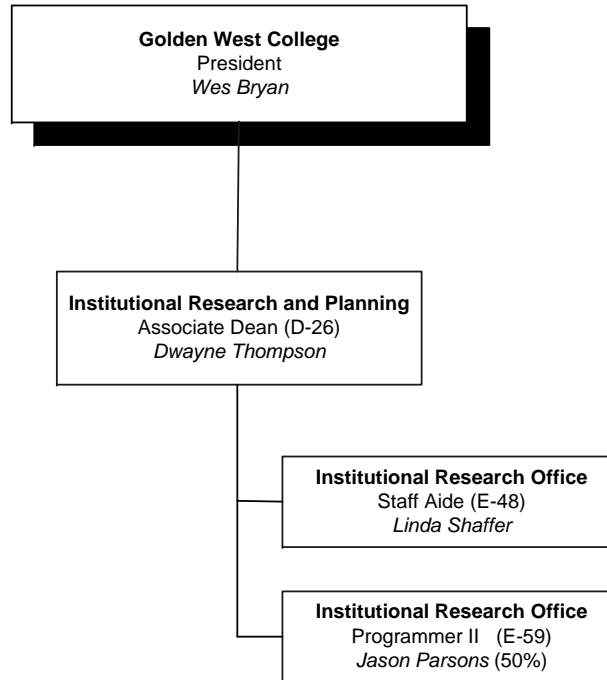 Golden West College
President
Wes Bryan
Institutional Research and Planning
Associate Dean (D-26)
Dwayne Thompson
Institutional Research Office
Staff Aide (E-48)
Linda Shaffer
Institutional Research Office
Programmer II (E-59)
Jason Parsons (50%)